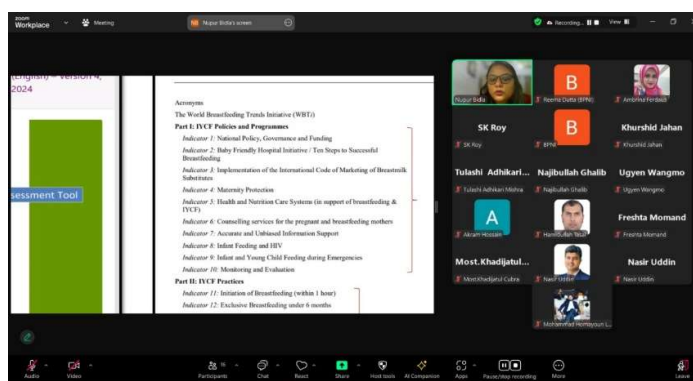 zoom
Workplace
Meeting
Nupur Bidla's screen
Recording...
View
(English) – Version 4,
2024
sessment Tool
Acronyms
The World Breastfeeding Trends Initiative (WBTi)
Part I: IYCF Policies and Programmes
Indicator 1: National Policy, Governance and Funding
Indicator 2: Baby Friendly Hospital Initiative / Ten Steps to Successful
Breastfeeding
Indicator 3: Implementation of the International Code of Marketing of Breastmilk
Substitutes
Indicator 4: Maternity Protection
Indicator 5: Health and Nutrition Care Systems (in support of breastfeeding &
IYCF)
Indicator 6: Counselling services for the pregnant and breastfeeding mothers
Indicator 7: Accurate and Unbiased Information Support
Indicator 8: Infant Feeding and HIV
Indicator 9: Infant and Young Child Feeding during Emergencies
Indicator 10: Monitoring and Evaluation
Part II: IYCF Practices
Indicator 11: Initiation of Breastfeeding (within 1 hour)
Indicator 12: Exclusive Breastfeeding under 6 months
Nupur Bidla
B
Reema Dutta (BPNI)
Ambrina Ferdous
SK Roy
SK Roy
B
BPNI
Khurshid Jahan
Khurshid Jahan
Tulashi Adhikari...
Tulashi Adhikari Mishra
Najibullah Ghalib
Najibullah Ghalib
Ugyen Wangmo
Ugyen Wangmo
A
Akram Hossain
Freshta Momand
Freshta Momand
Most.Khadijatul...
Most.Khadijatul Cubra
Nasir Uddin
Nasir Uddin
Nasir Uddin
Audio
Video
16
Participants
Chat
React
Share
Host tools
AI Companion
Apps
Pause/stop recording
More
Leave